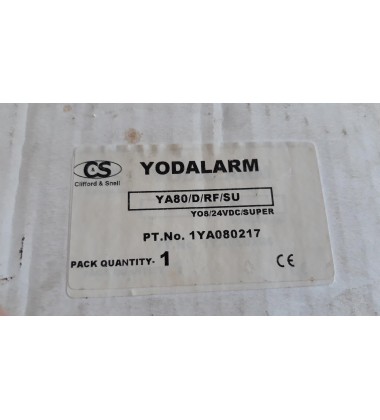 CS
Clifford & Snell
YODALARM
YA80/D/RF/SU
YO8/24VDC/SUPER
PT.No. 1YA080217
PACK QUANTITY- 1
CE